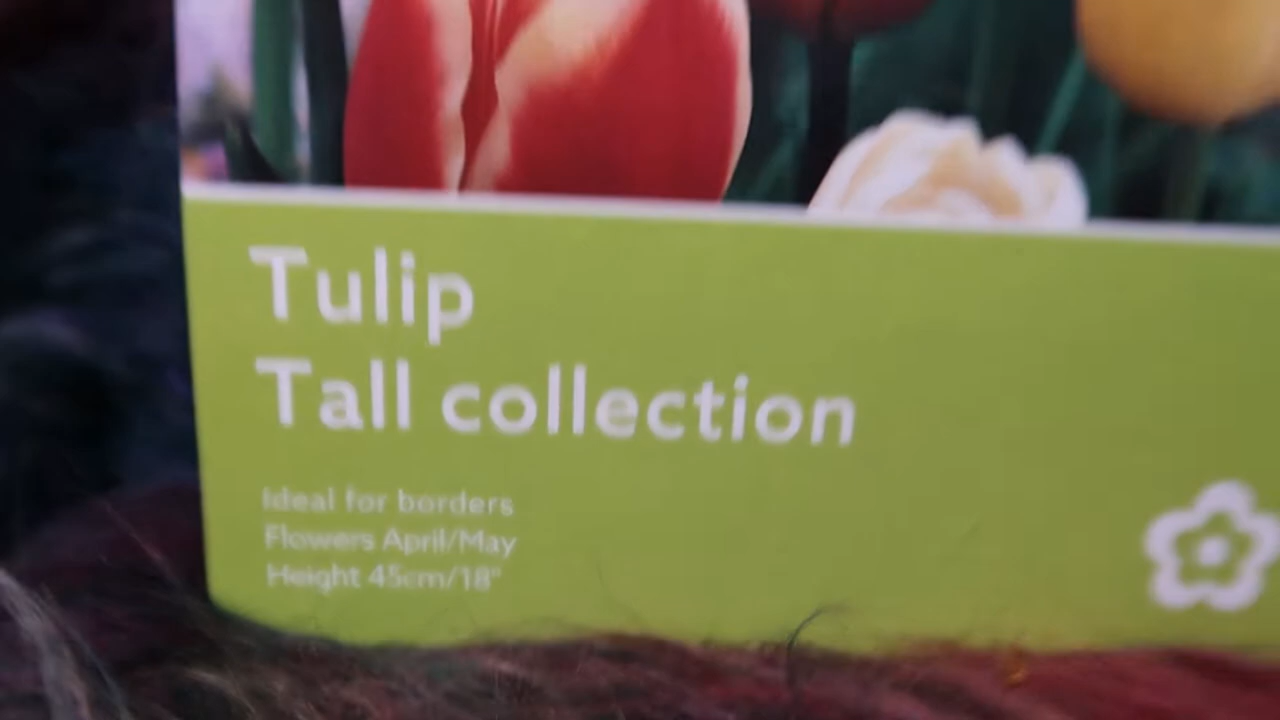 Tulip
Tall collection
Ideal for borders
Flowers April/May
Height 45cm/18"